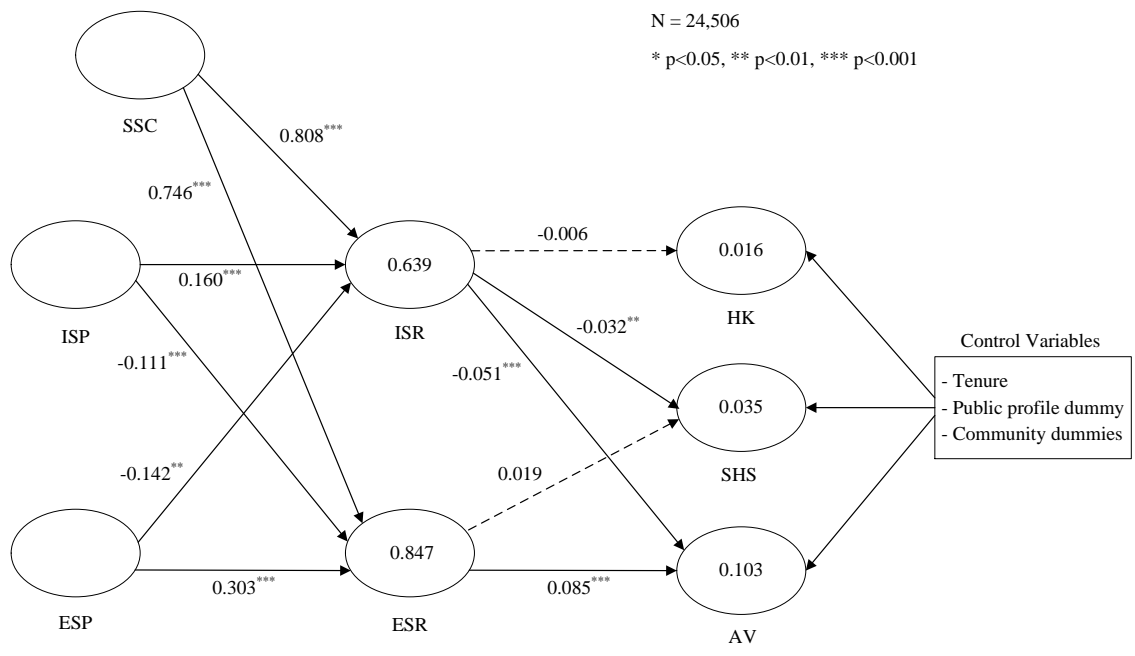 N = 24,506
* p<0.05, ** p<0.01, *** p<0.001
SSC
0.808***
0.746***
-0.006
0.016
0.639
0.160***
ISP
ISR
HK
-0.032**
Control Variables
-0.111***
-0.051***
- Tenure
- Public profile dummy
- Community dummies
0.035
-0.142**
0.019
SHS
0.847
0.103
0.303***
0.085***
ESP
ESR
AV